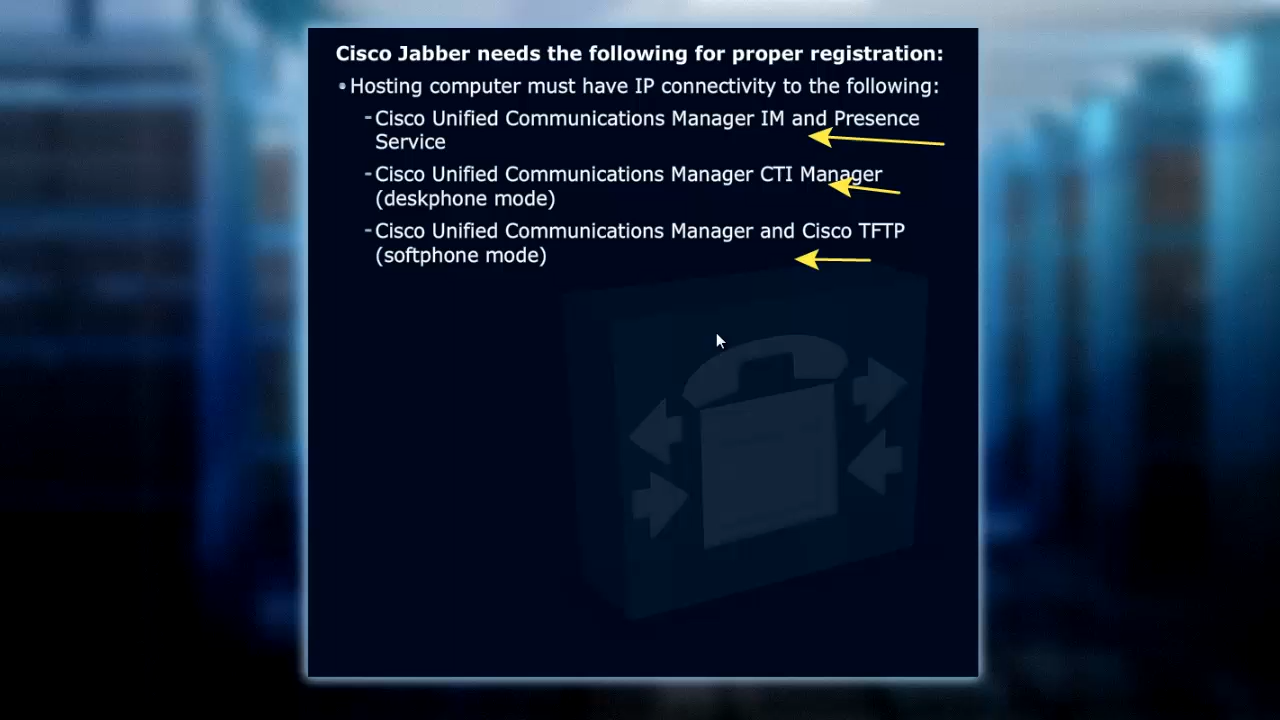 Cisco Jabber needs the following for proper registration:
• Hosting computer must have IP connectivity to the following:
- Cisco Unified Communications Manager IM and Presence
Service
- Cisco Unified Communications Manager CTI Manager
(deskphone mode)
- Cisco Unified Communications Manager and Cisco TFTP
(softphone mode)